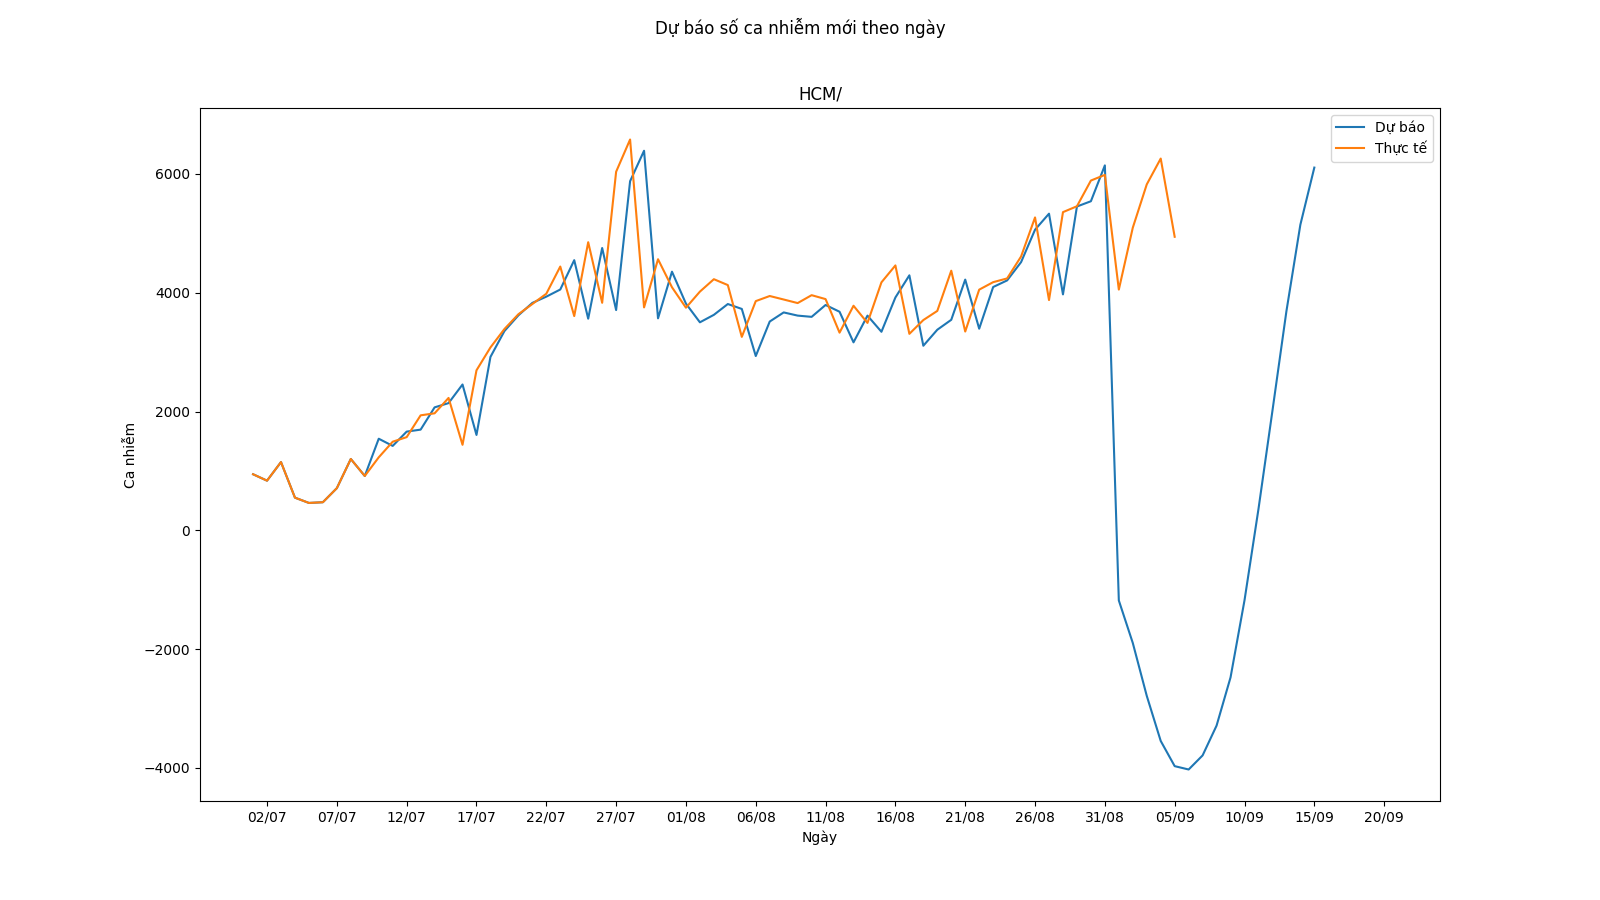 Dự báo số ca nhiễm mới theo ngày
HCM/
Dự báo
Thực tế
6000
4000
2000
0
−2000
−4000
Ca nhiễm
02/07 07/07 12/07 17/07 22/07 27/07 01/08 06/08 11/08 16/08 21/08 26/08 31/08 05/09 10/09 15/09 20/09
Ngày